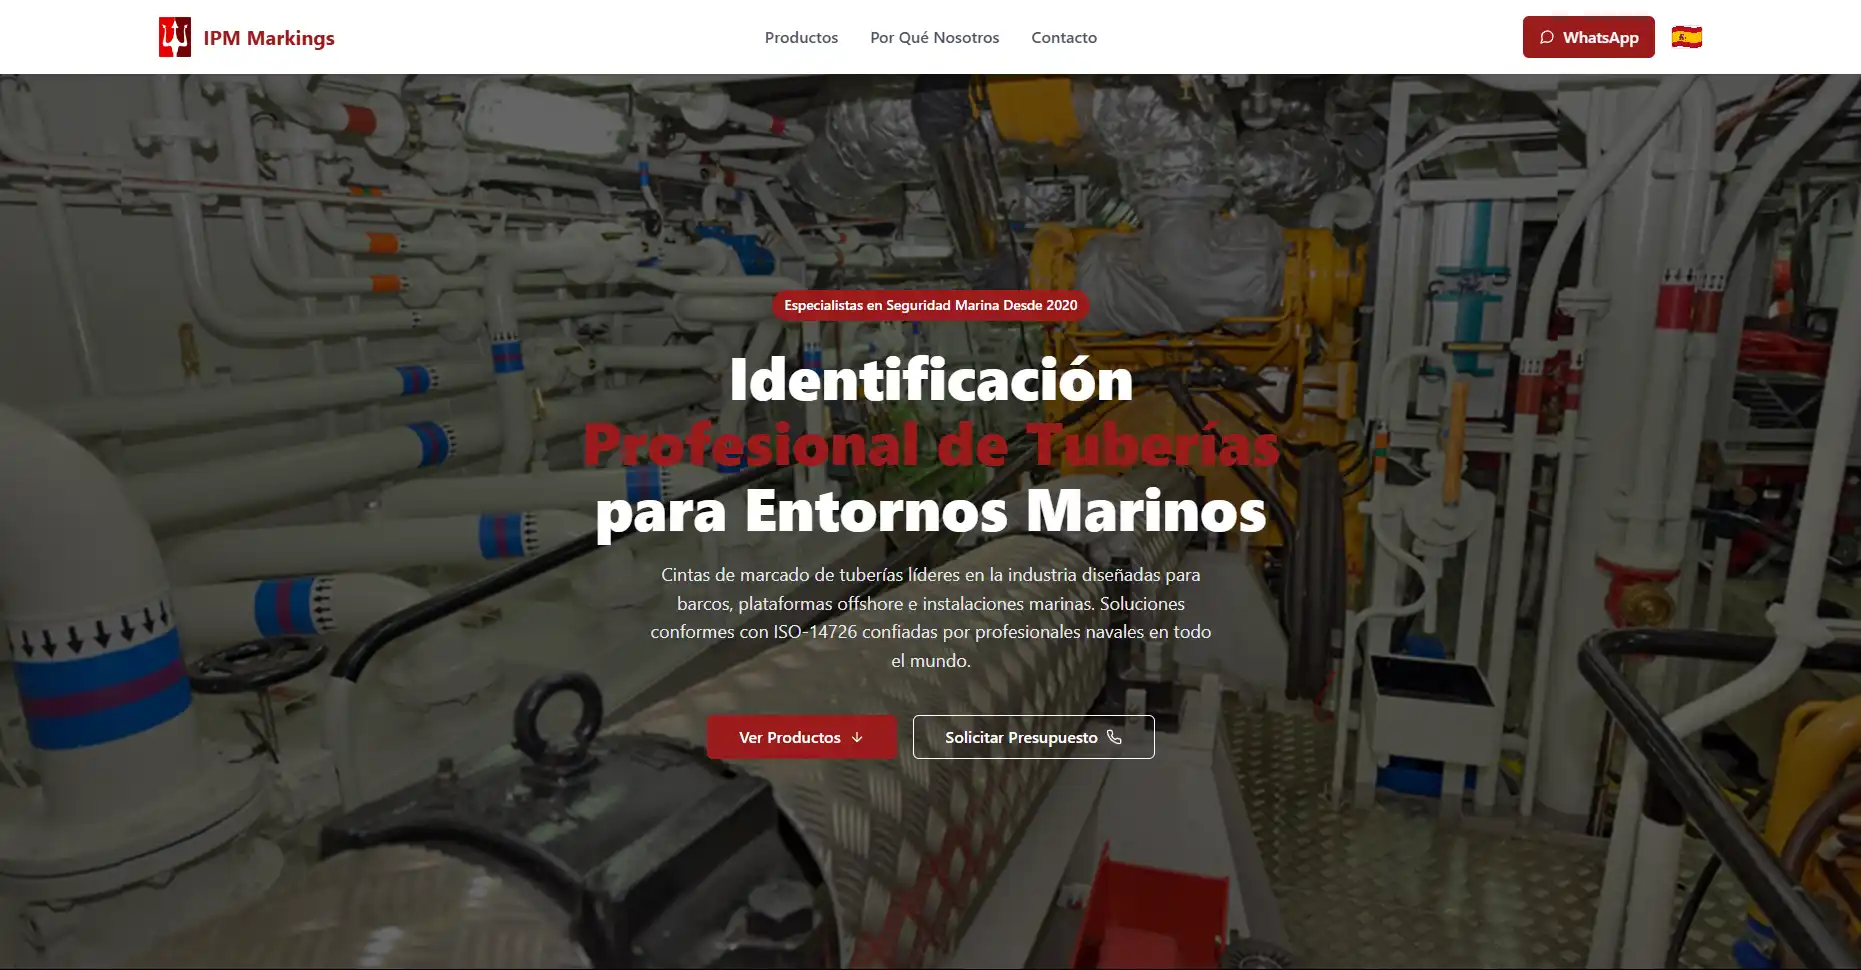 IPM Markings
Productos
Por Qué Nosotros
Contacto
WhatsApp
Especialistas en Seguridad Marina Desde 2020
Identificación
Profesional de Tuberías
para Entornos Marinos
Cintas de marcado de tuberías líderes en la industria diseñadas para
barcos, plataformas offshore e instalaciones marinas. Soluciones
conformes con ISO-14726 confiadas por profesionales navales en todo
el mundo.
Ver Productos
Solicitar Presupuesto